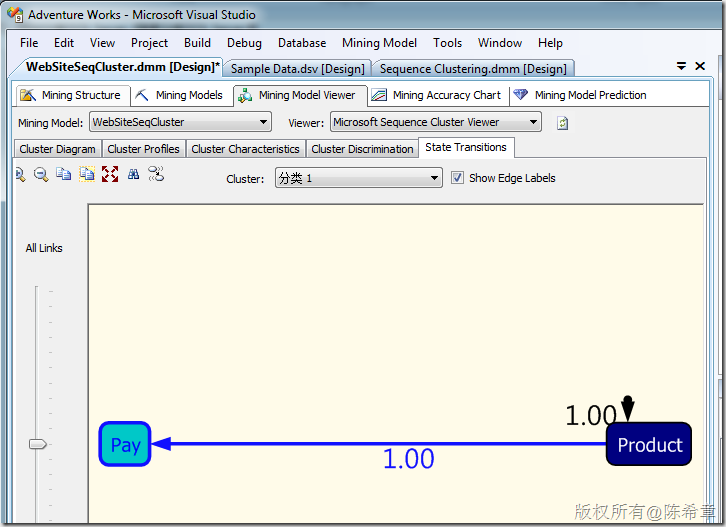 Adventure Works - Microsoft Visual Studio
File Edit View Project Build Debug Database Mining Model Tools Window Help
WebSiteSeqCluster.dmm [Design]* Sample Data.dsv [Design] Sequence Clustering.dmm [Design]
Mining Structure Mining Models Mining Model Viewer Mining Accuracy Chart Mining Model Prediction
Mining Model: WebSiteSeqCluster Viewer: Microsoft Sequence Cluster Viewer
Cluster Diagram Cluster Profiles Cluster Characteristics Cluster Discrimination State Transitions
Cluster: 分类 1 Show Edge Labels
All Links
1.00
Pay Product
1.00
版权所有@陈希章